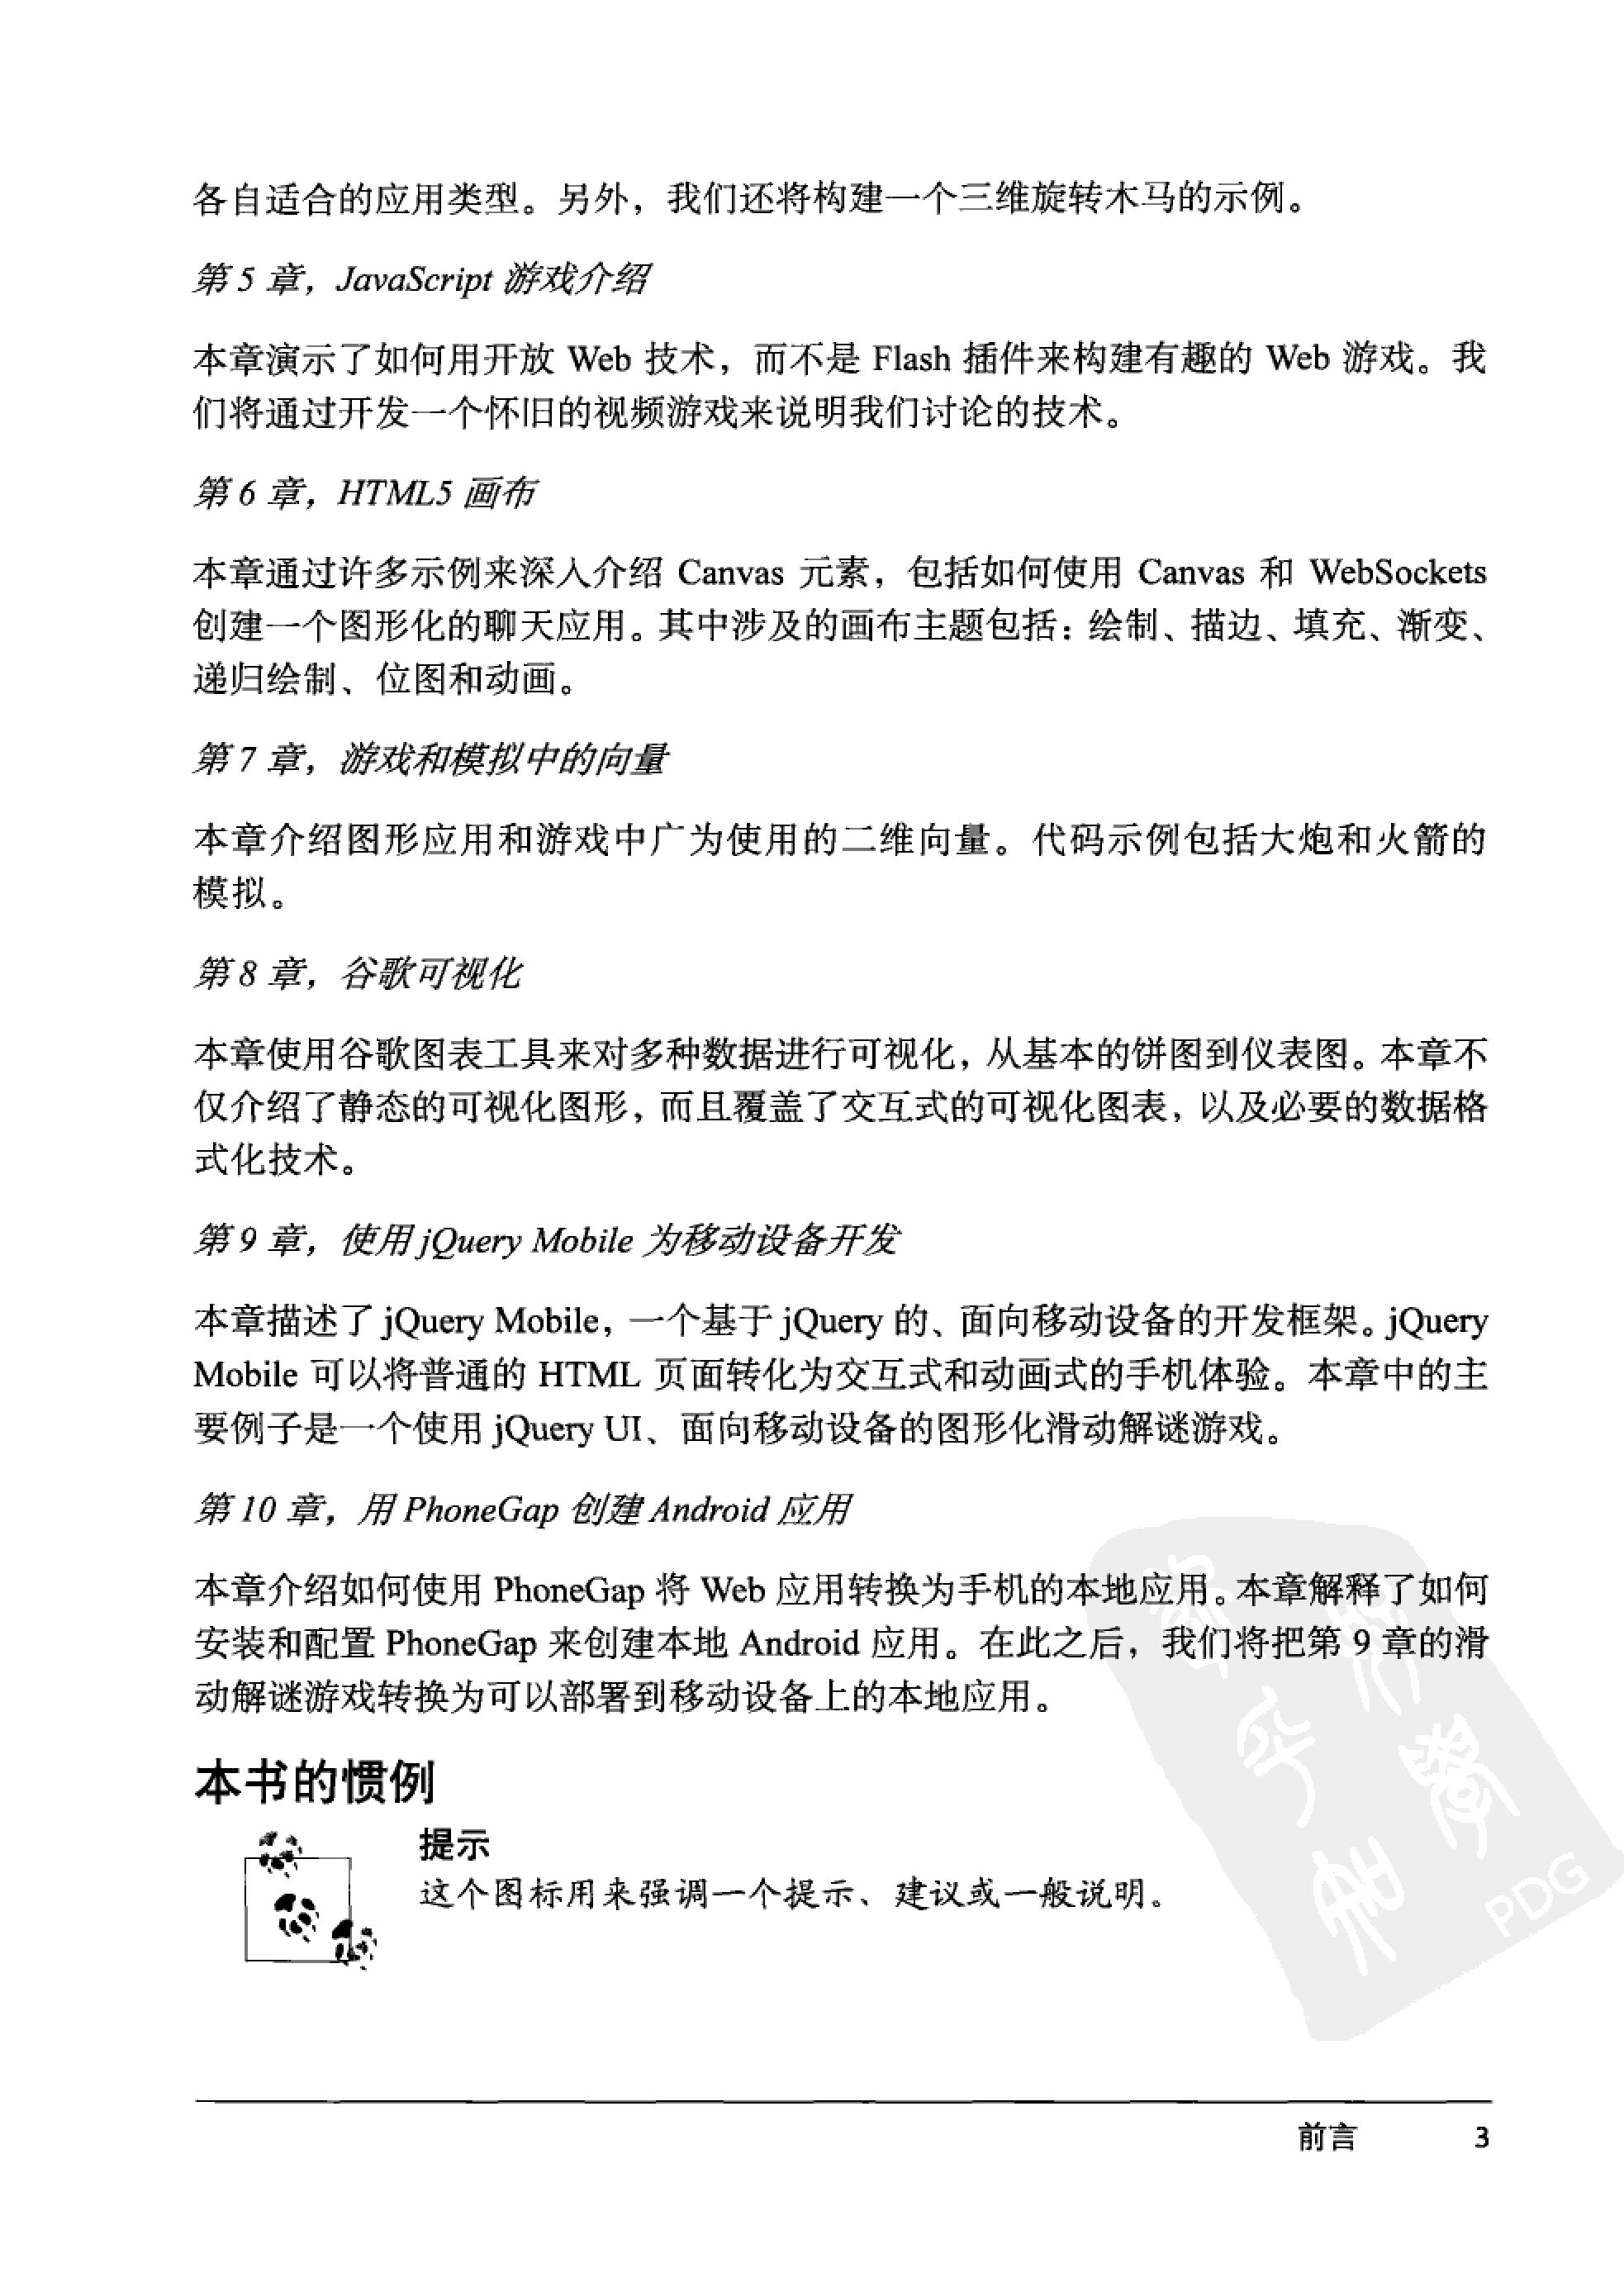 各自适合的应用类型。另外，我们还将构建一个三维旋转木马的示例。
第 5 章，JavaScript 游戏介绍
本章演示了如何用开放 Web 技术，而不是 Flash 插件来构建有趣的 Web 游戏。我
们将通过开发一个怀旧的视频游戏来说明我们讨论的技术。
第 6 章，HTML5 画布
本章通过许多示例来深入介绍 Canvas 元素，包括如何使用 Canvas 和 WebSockets
创建一个图形化的聊天应用。其中涉及的画布主题包括：绘制、描边、填充、渐变、
递归绘制、位图和动画。
第 7 章，游戏和模拟中的向量
本章介绍图形应用和游戏中广为使用的二维向量。代码示例包括大炮和火箭的
模拟。
第 8 章，谷歌可视化
本章使用谷歌图表工具来对多种数据进行可视化，从基本的饼图到仪表图。本章不
仅介绍了静态的可视化图形，而且覆盖了交互式的可视化图表，以及必要的数据格
式化技术。
第 9 章，使用 jQuery Mobile 为移动设备开发
本章描述了 jQuery Mobile，一个基于 jQuery 的、面向移动设备的开发框架。jQuery
Mobile 可以将普通的 HTML 页面转化为交互式和动画式的手机体验。本章中的主
要例子是一个使用 jQuery UI、面向移动设备的图形化滑动解谜游戏。
第 10 章，用 PhoneGap 创建 Android 应用
本章介绍如何使用 PhoneGap 将 Web 应用转换为手机的本地应用。本章解释了如何
安装和配置 PhoneGap 来创建本地 Android 应用。在此之后，我们将把第 9 章的滑
动解谜游戏转换为可以部署到移动设备上的本地应用。
本书的惯例
提示
这个图标用来强调一个提示、建议或一般说明。
PDG
前言 3